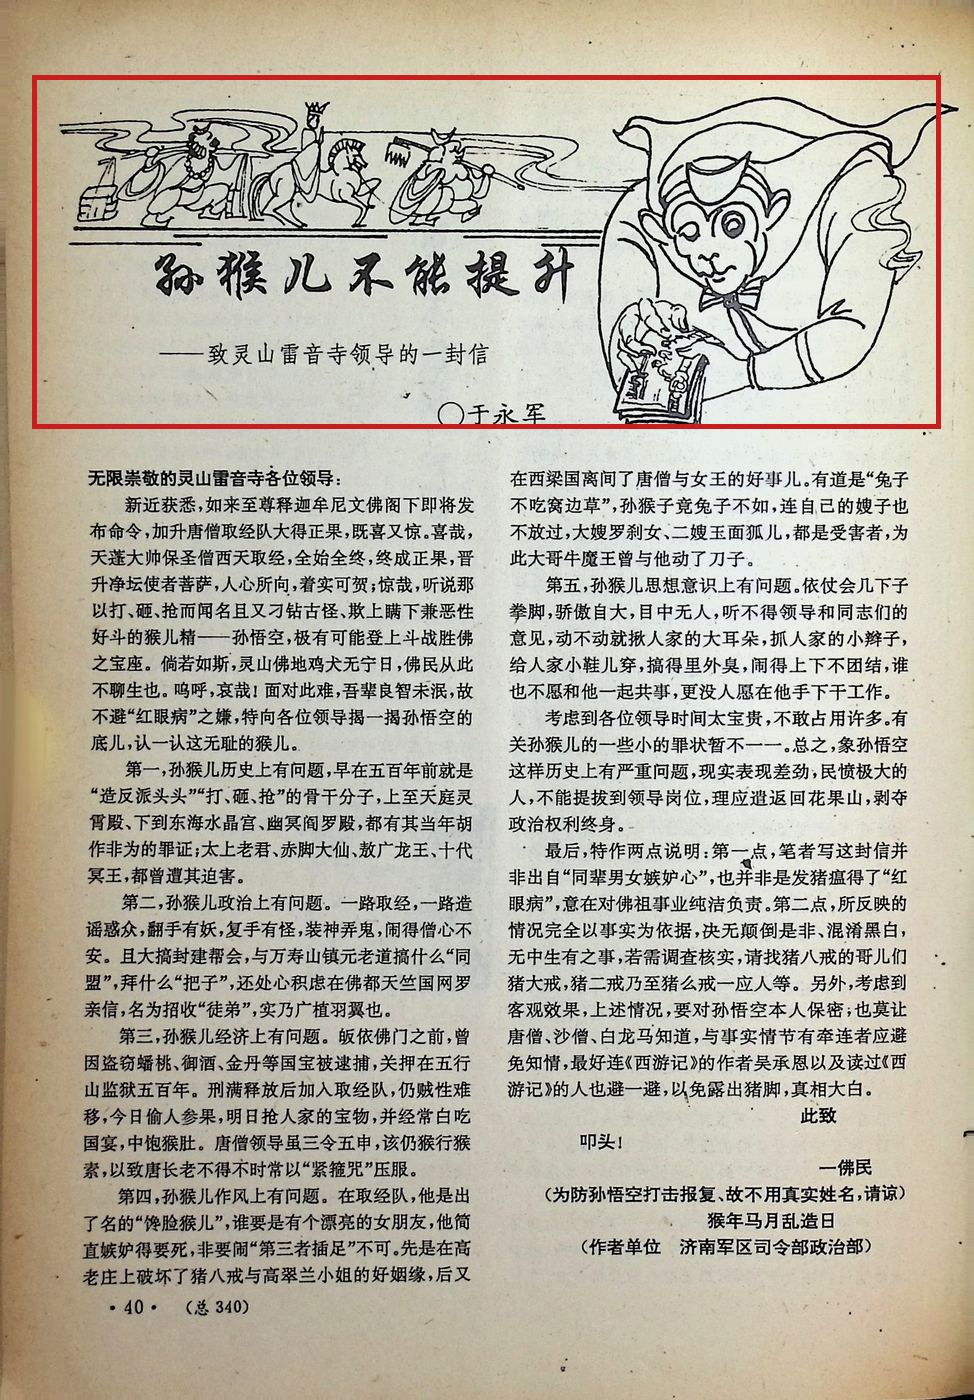 孙猴儿不能提升
——致灵山雷音寺领导的一封信
○于永军
无限崇敬的灵山雷音寺各位领导：
新近获悉，如来至尊释迦牟尼文佛阁下即将发
布命令，加升唐僧取经队大得正果，既喜又惊。喜哉，
天蓬大帅保圣僧西天取经，全始全终，终成正果，晋
升净坛使者菩萨，人心所向，着实可贺；惊哉，听说那
以打、砸、抢而闻名且又刁钻古怪、欺上瞒下兼恶性
好斗的猴儿精——孙悟空，极有可能登上斗战胜佛
之宝座。倘若如斯，灵山佛地鸡犬无宁日，佛民从此
不聊生也。呜呼，哀哉！面对此难，吾辈良智未泯，故
不避“红眼病”之嫌，特向各位领导揭一揭孙悟空的
底儿，认一认这无耻的猴儿。
第一，孙猴儿历史上有问题，早在五百年前就是
“造反派头头”“打、砸、抢”的骨干分子，上至天庭灵
霄殿、下到东海水晶宫、幽冥阎罗殿，都有其当年胡
作非为的罪证；太上老君、赤脚大仙、敖广龙王、十代
冥王，都曾遭其迫害。
第二，孙猴儿政治上有问题。一路取经，一路造
谣惑众，翻手有妖，复手有怪，装神弄鬼，闹得僧心不
安。且大搞封建帮会，与万寿山镇元老道搞什么“同
盟”，拜什么“把子”，还处心积虑在佛都天竺国网罗
亲信，名为招收“徒弟”，实乃广植羽翼也。
第三，孙猴儿经济上有问题。皈依佛门之前，曾
因盗窃蟠桃、御酒、金丹等国宝被逮捕，关押在五行
山监狱五百年。刑满释放后加入取经队，仍贼性难
移，今日偷人参果，明日抢人家的宝物，并经常白吃
国宴，中饱猴肚。唐僧领导虽三令五申，该仍猴行猴
素，以致唐长老不得不时常以“紧箍咒”压服。
第四，孙猴儿作风上有问题。在取经队，他是出
了名的“馋脸猴儿”，谁要是有个漂亮的女朋友，他简
直嫉妒得要死，非要闹“第三者插足”不可。先是在高
老庄上破坏了猪八戒与高翠兰小姐的好姻缘，后又
在西梁国离间了唐僧与女王的好事儿。有道是“兔子
不吃窝边草”，孙猴子竟兔子不如，连自己的嫂子也
不放过，大嫂罗刹女、二嫂玉面狐儿，都是受害者，为
此大哥牛魔王曾与他动了刀子。
第五，孙猴儿思想意识上有问题。依仗会几下子
拳脚，骄傲自大，目中无人，听不得领导和同志们的
意见，动不动就揪人家的大耳朵，抓人家的小辫子，
给人家小鞋儿穿，搞得里外臭，闹得上下不团结，谁
也不愿和他一起共事，更没人愿在他手下干工作。
考虑到各位领导时间太宝贵，不敢占用许多。有
关孙猴儿的一些小的罪状暂不一一。总之，象孙悟空
这样历史上有严重问题，现实表现差劲，民愤极大的
人，不能提拔到领导岗位，理应遣返回花果山，剥夺
政治权利终身。
最后，特作两点说明：第一点，笔者写这封信并
非出自“同辈男女嫉妒心”，也并非是发猪瘟得了“红
眼病”，意在对佛祖事业纯洁负责。第二点，所反映的
情况完全以事实为依据，决无颠倒是非、混淆黑白，
无中生有之事，若需调查核实，请找猪八戒的哥儿们
猪大戒，猪二戒乃至猪么戒一应人等。另外，考虑到
客观效果，上述情况，要对孙悟空本人保密；也莫让
唐僧、沙僧、白龙马知道，与事实情节有牵连者应避
免知情，最好连《西游记》的作者吴承恩以及读过《西
游记》的人也避一避，以免露出猪脚，真相大白。
此致
叩头！
一佛民
（为防孙悟空打击报复、故不用真实姓名，请谅）
猴年马月乱造日
（作者单位　济南军区司令部政治部）
·40·　（总 340）